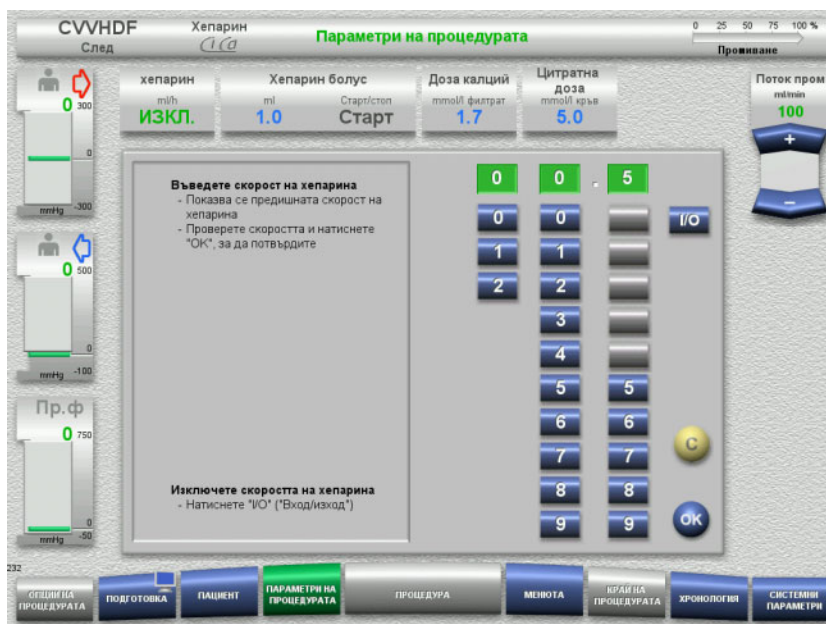 CVVHDF
След
Хепарин
Ci Ca
Параметри на процедурата
0 25 50 75 100 %
Промиване
хепарин
ml/h
ИЗКЛ.
Хепарин болус
ml
1.0
Старт/стоп
Старт
Доза калций
mmol/l филтрат
1.7
Цитратна
доза
mmol/l кръв
5.0
Поток пром
ml/min
100
+
–
0 300
0
mmHg -300
0 500
0
mmHg -100
Пр.ф
0 750
0
mmHg -50
Въведете скорост на хепарина
- Показва се предишната скорост на
хепарина
- Проверете скоростта и натиснете
"OK", за да потвърдите
Изключете скоростта на хепарина
- Натиснете "I/O" ("Вход/изход")
0 0 . 5
0 0 I/O
1 1
2 2
3
4
5 5
6 6
7 7
C
8 8
9 9
OK
232
ОПЦИИ НА
ПРОЦЕДУРАТА
ПОДГОТОВКА
ПАЦИЕНТ
ПАРАМЕТРИ НА
ПРОЦЕДУРАТА
ПРОЦЕДУРА
МЕНЮТА
КРАЙ НА
ПРОЦЕДУРАТА
ХРОНОЛОГИЯ
СИСТЕМНИ
ПАРАМЕТРИ